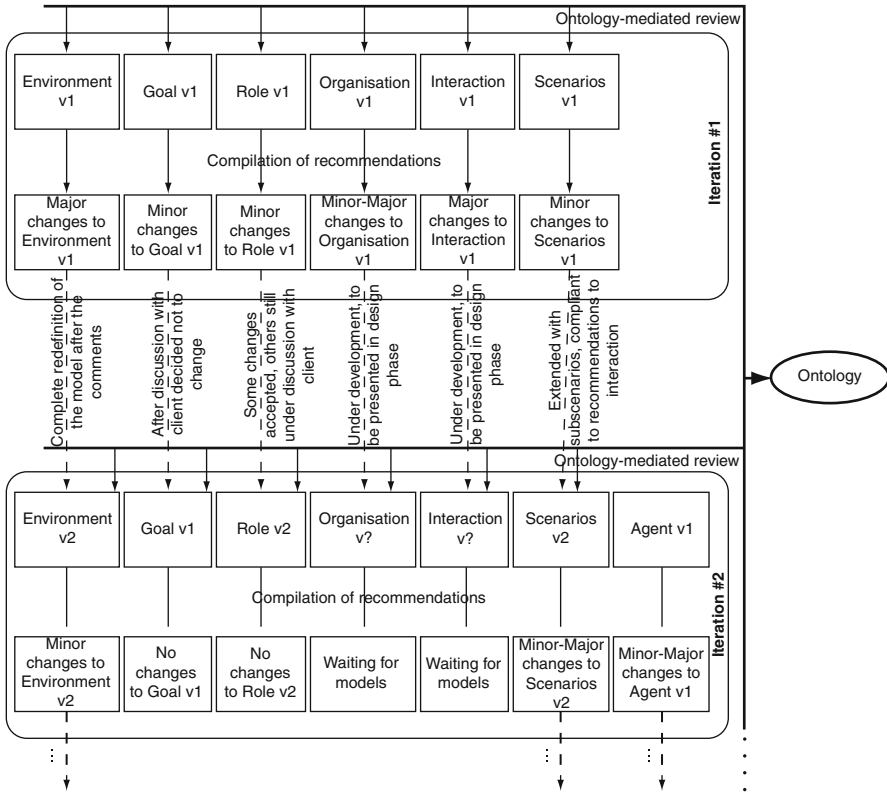 Ontology-mediated review
Environment
v1
Goal v1
Role v1
Organisation
v1
Interaction
v1
Scenarios
v1
Compilation of recommendations
Iteration #1
Major
changes to
Environment
v1
Minor
changes
to Goal v1
Minor
changes
to Role v1
Minor-Major
changes to
Organisation
v1
Major
changes to
Interaction
v1
Minor
changes to
Scenarios
v1
Complete redefinition of
the model after the
comments
After discussion with
client decided not to
change
Some changes
accepted, others still
under discussion with
client
Under development, to
be presented in design
phase
Under development, to
be presented in design
phase
Extended with
subscenarios, compliant
to recommendations to
interaction
Ontology
Ontology-mediated review
Environment
v2
Goal v1
Role v2
Organisation
v?
Interaction
v?
Scenarios
v2
Agent v1
Compilation of recommendations
Iteration #2
Minor
changes to
Environment
v2
No
changes
to Goal v1
No
changes
to Role v2
Waiting for
models
Waiting for
models
Minor-Major
changes to
Scenarios
v2
Minor-Major
changes to
Agent v1
...
...
...